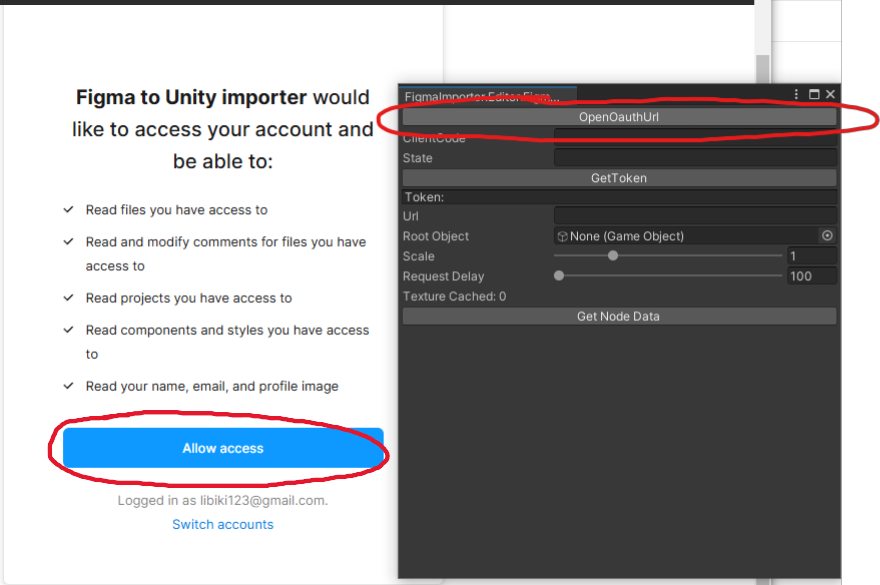 Figma to Unity importer would
like to access your account and
be able to:
Read files you have access to
Read and modify comments for files you have
access to
Read projects you have access to
Read components and styles you have access
to
Read your name, email, and profile image
Allow access
Logged in as libiki123@gmail.com.
Switch accounts
FigmaImporter.Editor.Figm...
OpenOauthUrl
ClientCode
State
GetToken
Token:
Url
Root Object
None (Game Object)
Scale
1
Request Delay
100
Texture Cached: 0
Get Node Data